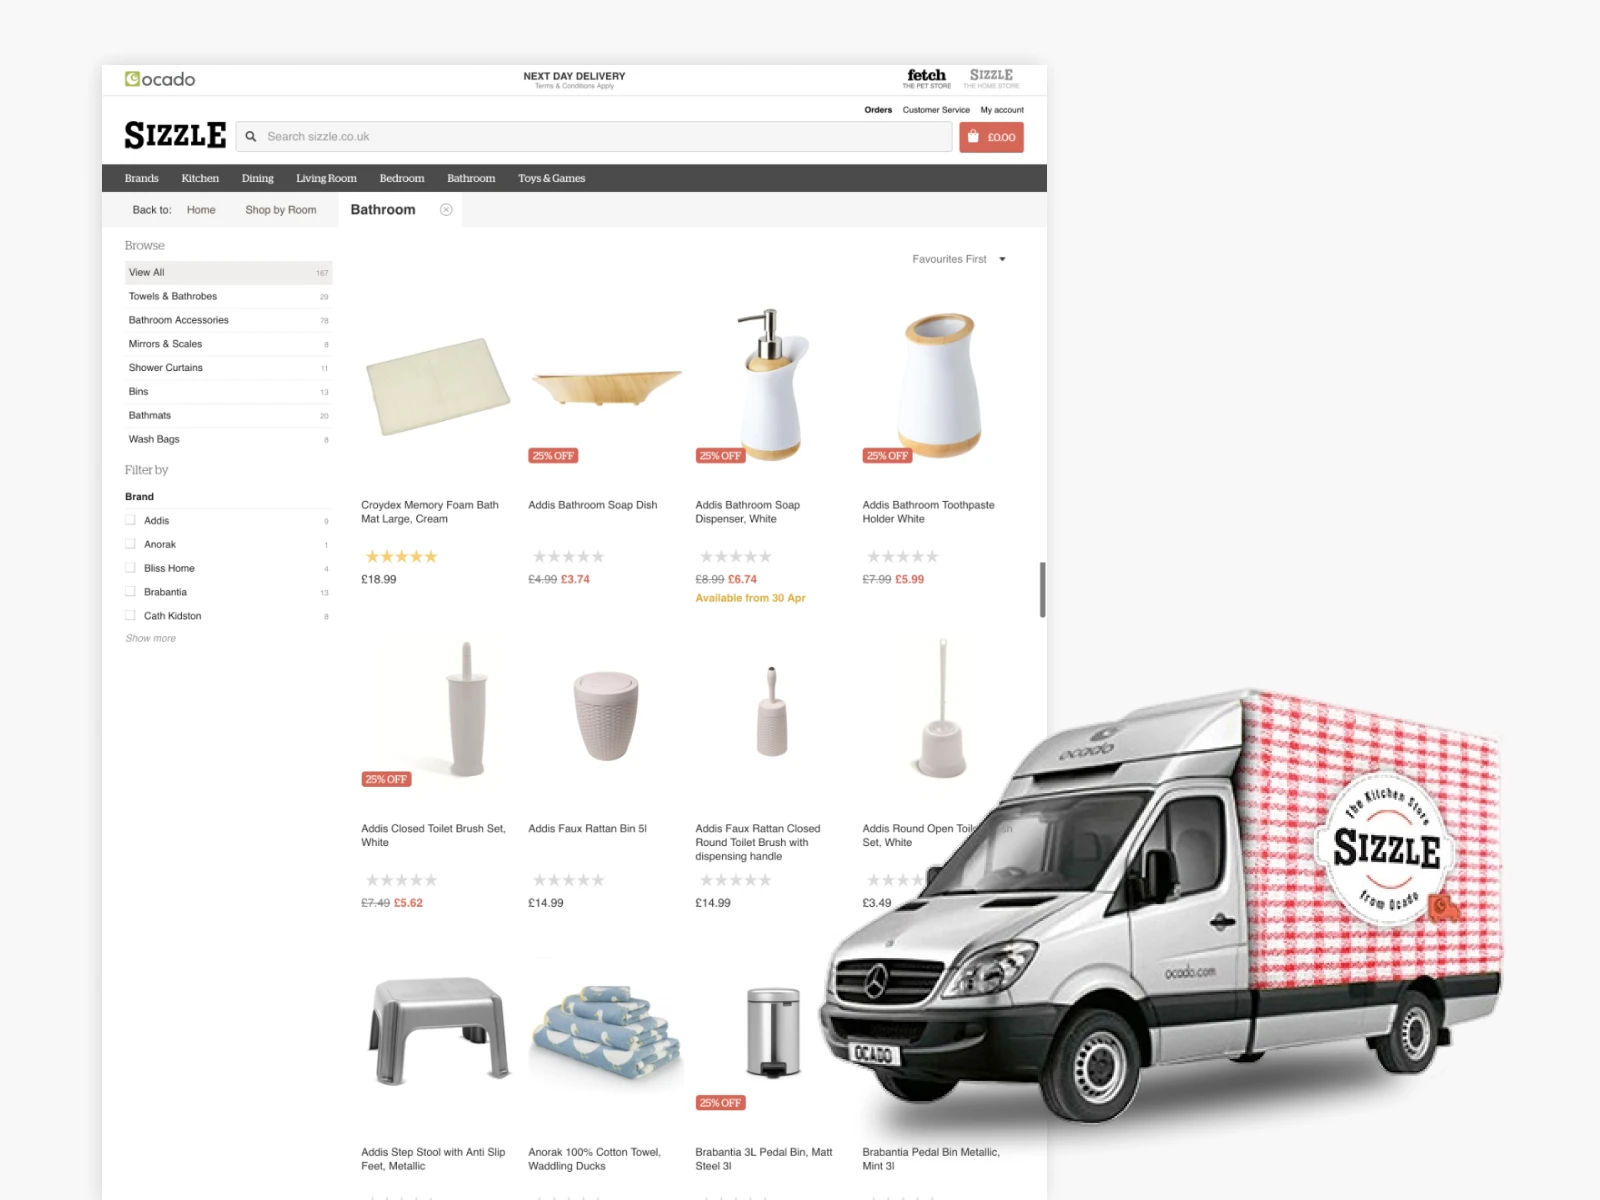 ocado
NEXT DAY DELIVERY
Terms & Conditions Apply
fetch
THE PET STORE
SIZZLE
THE HOME STORE
Orders Customer Service My account
SIZZLE
Search sizzle.co.uk
£0.00
Brands Kitchen Dining Living Room Bedroom Bathroom Toys & Games
Back to: Home Shop by Room Bathroom
Browse
View All 167
Towels & Bathrobes 29
Bathroom Accessories 78
Mirrors & Scales 8
Shower Curtains 11
Bins 13
Bathmats 20
Wash Bags 8
Filter by
Brand
Addis 9
Anorak 1
Bliss Home 4
Brabantia 13
Cath Kidston 8
Show more
Favourites First
25% OFF 25% OFF 25% OFF
Croydex Memory Foam Bath
Mat Large, Cream
£18.99
Addis Bathroom Soap Dish
£4.99 £3.74
Addis Bathroom Soap
Dispenser, White
£8.99 £6.74
Available from 30 Apr
Addis Bathroom Toothpaste
Holder White
£7.99 £5.99
25% OFF
Addis Closed Toilet Brush Set,
White
£7.49 £5.62
Addis Faux Rattan Bin 5l
£14.99
Addis Faux Rattan Closed
Round Toilet Brush with
dispensing handle
£14.99
Addis Round Open
Set, White
£3.49
25% OFF
Addis Step Stool with Anti Slip
Feet, Metallic
Anorak 100% Cotton Towel,
Waddling Ducks
Brabantia 3L Pedal Bin, Matt
Steel 3l
Brabantia Pedal Bin Metallic,
Mint 3l
ocado
The Kitchen Store
SIZZLE
from Ocado
ocado.com
OCADO